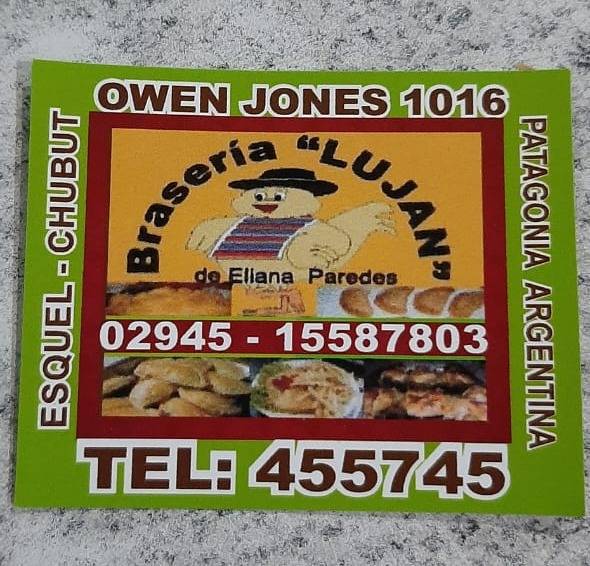 OWEN JONES 1016
ESQUEL - CHUBUT
PATAGONIA ARGENTINA
Brasería “LUJAN”
de Eliana Paredes
02945 - 15587803
TEL: 455745